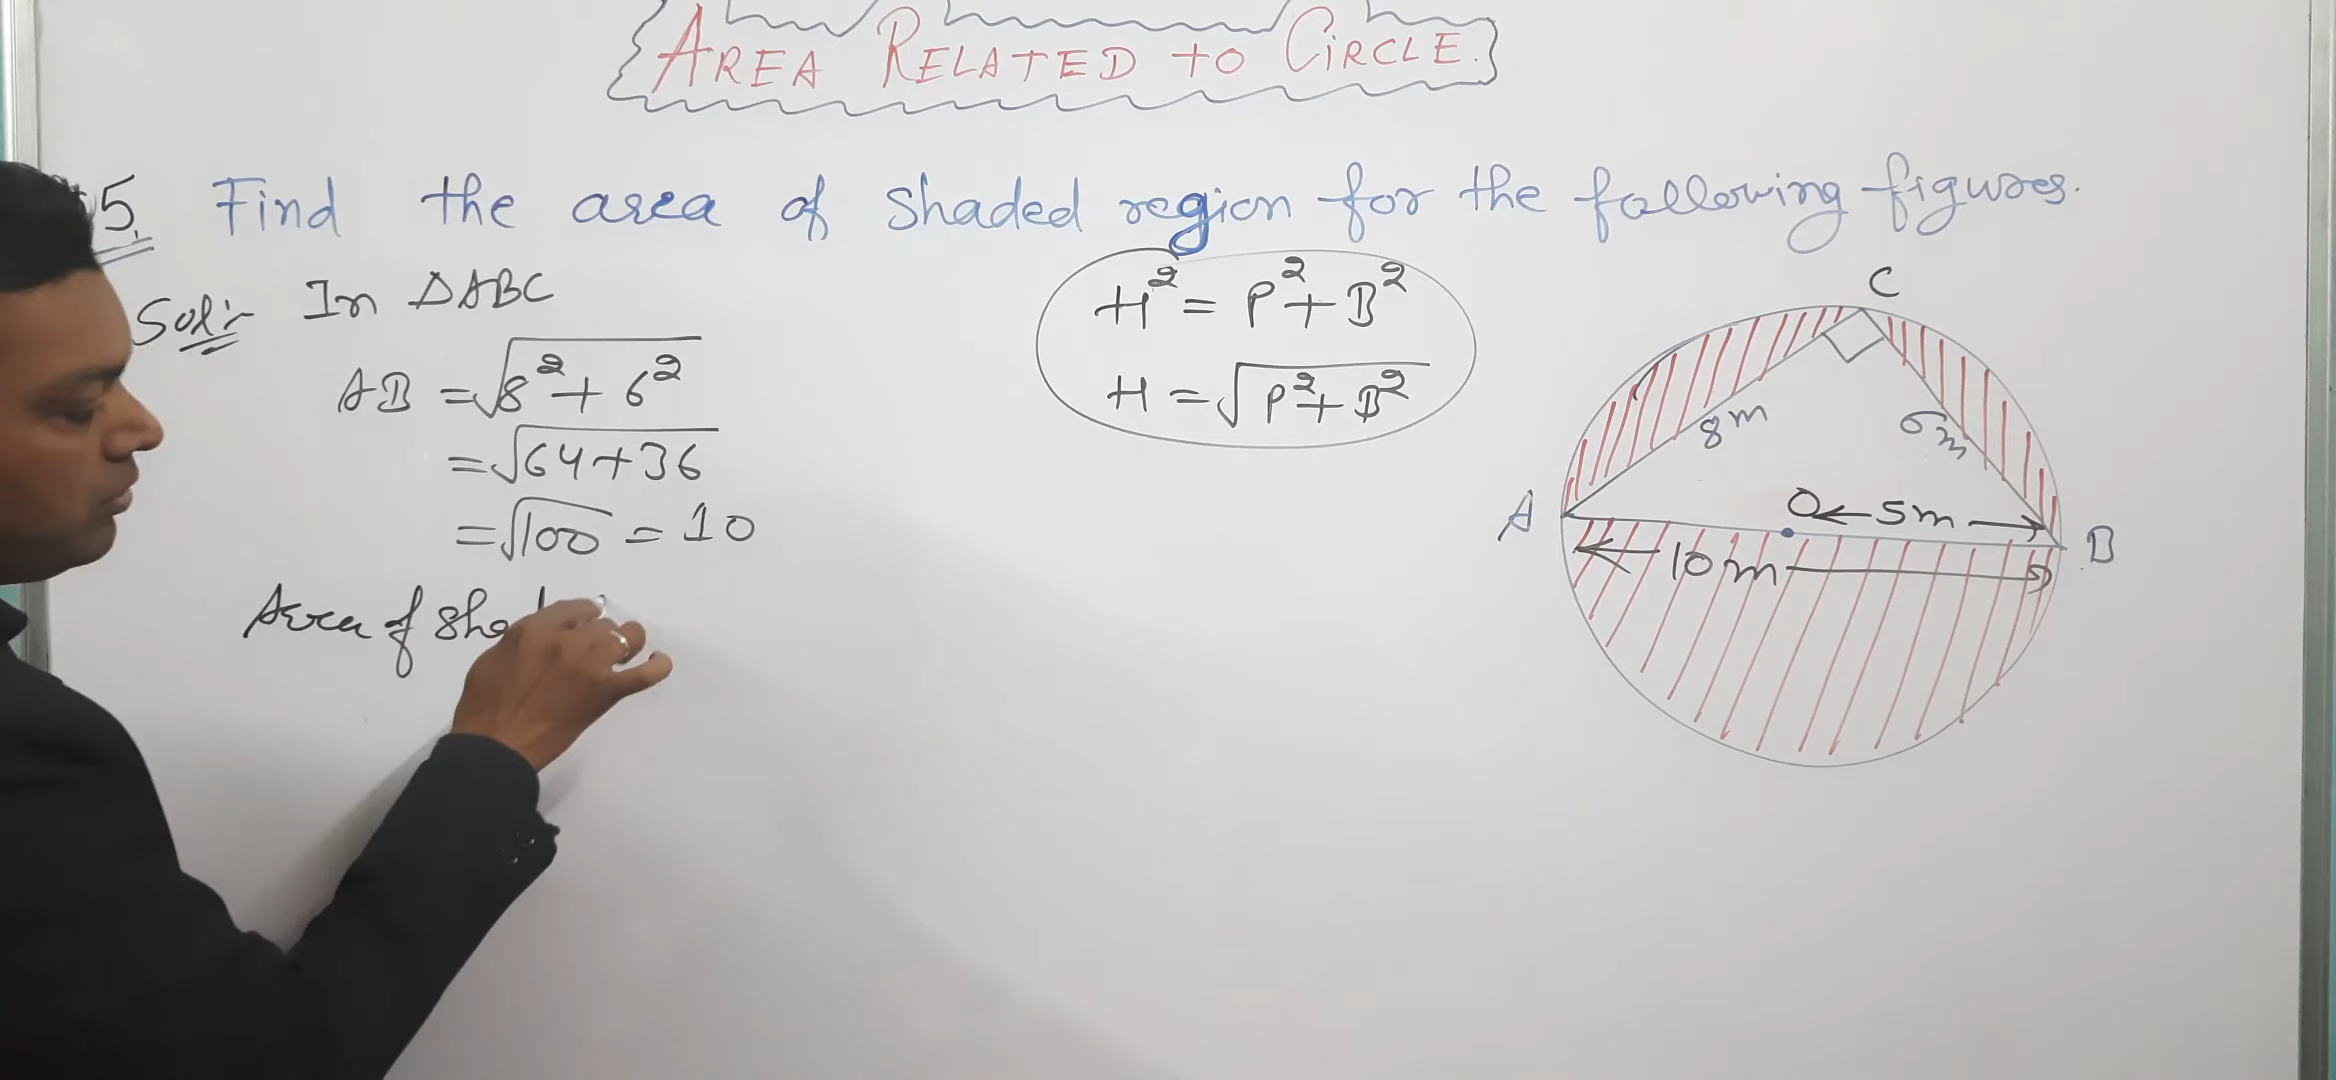 AREA RELATED TO CIRCLE.
5. Find the area of shaded region for the following figures.
Sol:- In ΔABC
AB = √8² + 6²
= √64+36
= √100 = 10
Area of sha
H² = P² + B²
H = √P² + B²
C
8m
6m
A
O
5m
B
10m